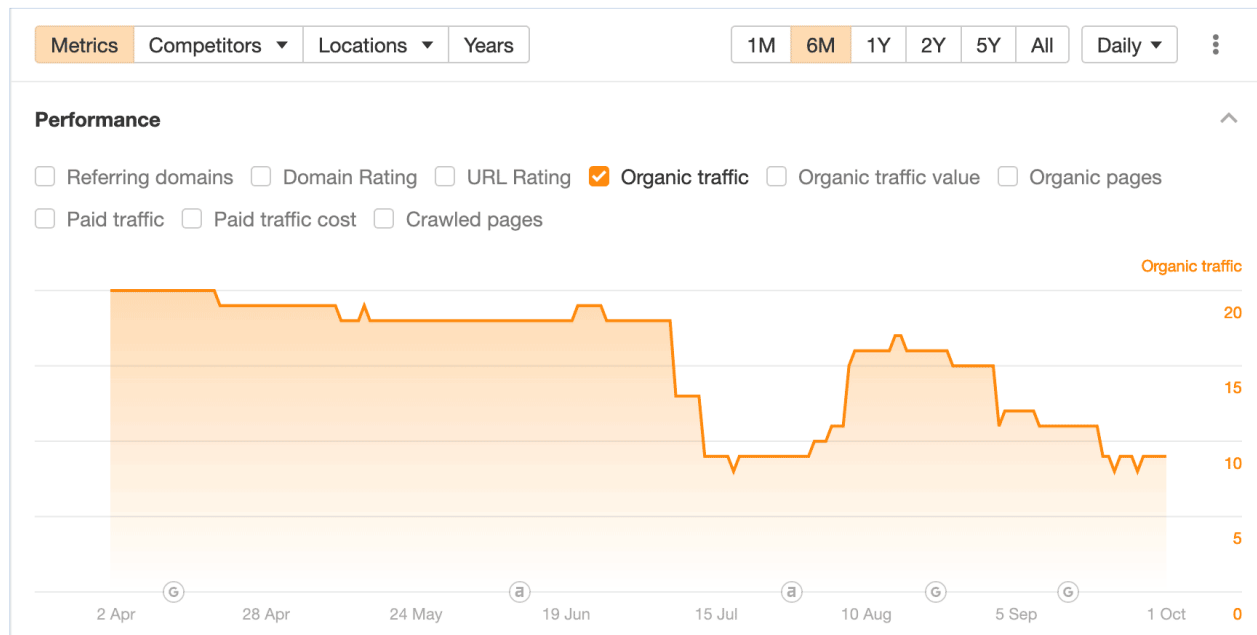 Metrics Competitors Locations Years 1M 6M 1Y 2Y 5Y All Daily
Performance
Referring domains Domain Rating URL Rating Organic traffic Organic traffic value Organic pages
Paid traffic Paid traffic cost Crawled pages
Organic traffic
20
15
10
5
G a a G G
2 Apr 28 Apr 24 May 19 Jun 15 Jul 10 Aug 5 Sep 1 Oct 0